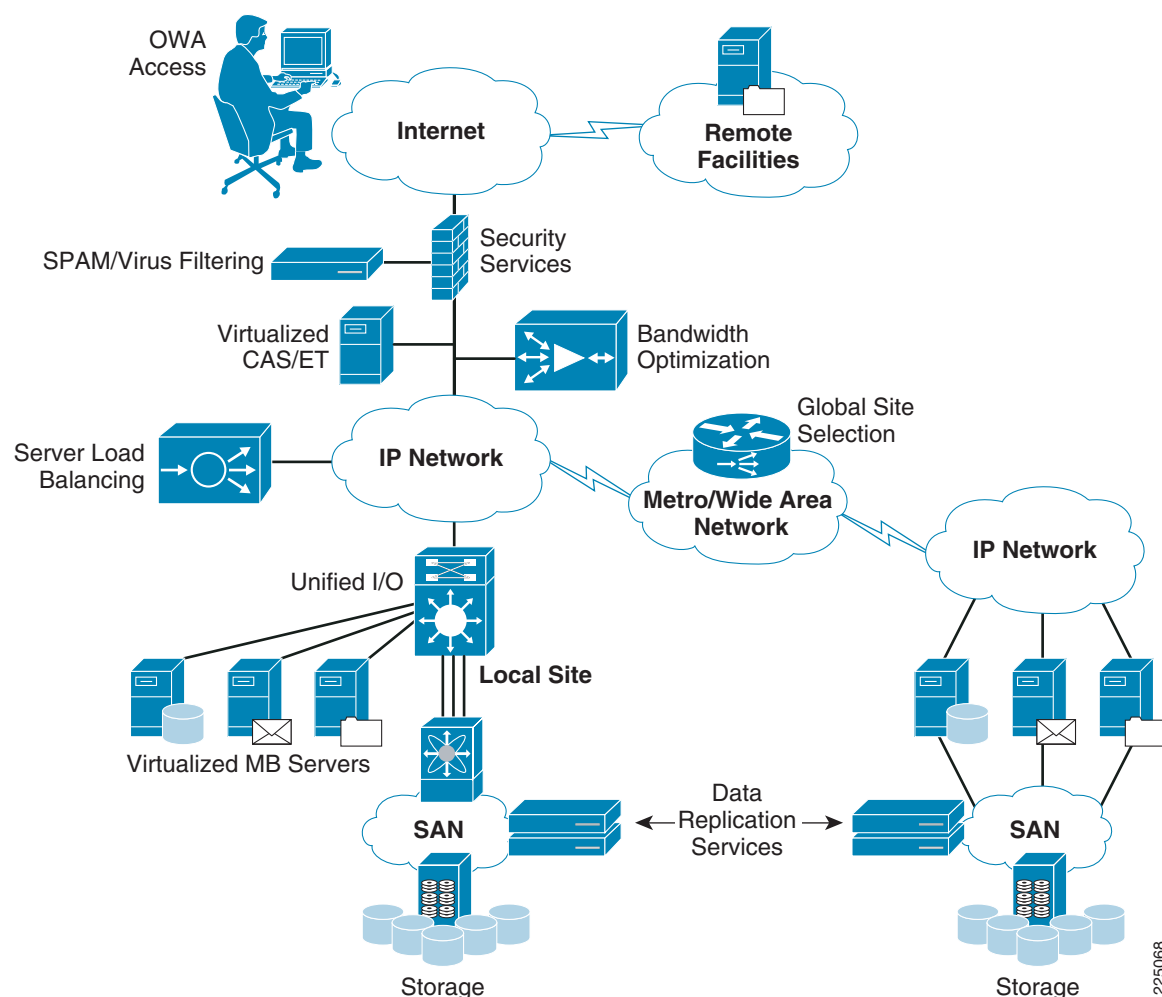 OWA
Access
Internet
Remote
Facilities
SPAM/Virus Filtering
Security
Services
Virtualized
CAS/ET
Bandwidth
Optimization
Global Site
Selection
Server Load
Balancing
IP Network
Metro/Wide Area
Network
IP Network
Unified I/O
Local Site
Virtualized MB Servers
Data
Replication
Services
SAN
SAN
Storage
Storage
225068